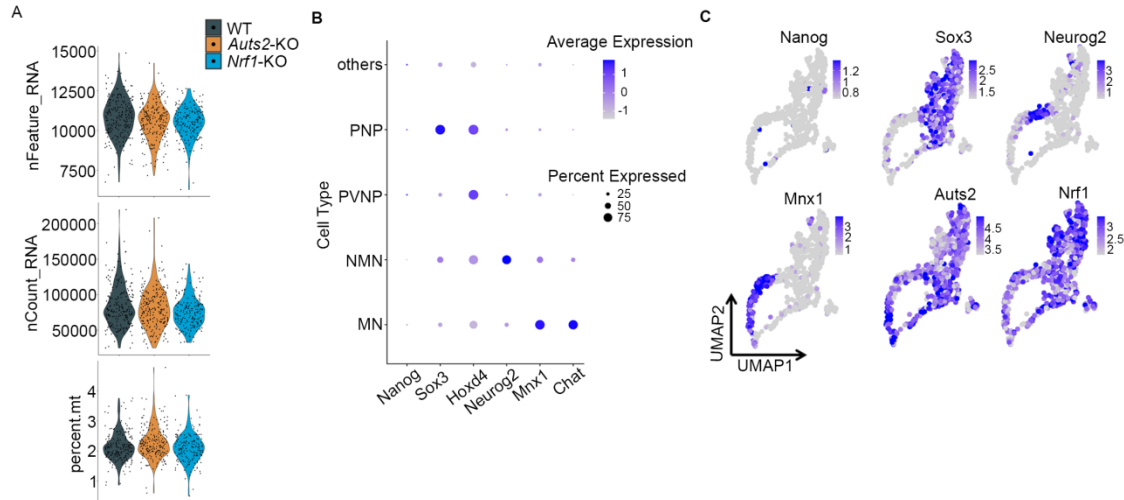 A
WT
Auts2-KO
Nrf1-KO
nFeature_RNA
15000
12500
10000
7500
nCount_RNA
200000
150000
100000
50000
percent.mt
4
3
2
1
B
Cell Type
others
PNP
PVNP
NMN
MN
Nanog
Sox3
Hoxd4
Neurog2
Mnx1
Chat
Average Expression
1
0
-1
Percent Expressed
25
50
75
C
Nanog
1.2
0.8
Sox3
2.5
1.5
Neurog2
3
2
1
Mnx1
3
2
1
Auts2
4.5
4
3.5
Nrf1
3
2.5
2
UMAP2
UMAP1